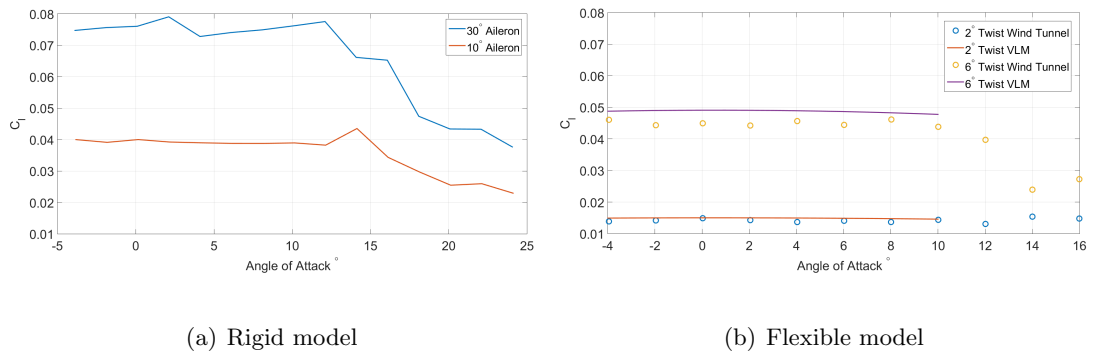 0.08
0.07
0.06
0.05
0.04
0.03
0.02
0.01
C_l
-5 0 5 10 15 20 25
Angle of Attack °
30° Aileron
10° Aileron
(a) Rigid model
0.08
0.07
0.06
0.05
0.04
0.03
0.02
0.01
C_l
-4 -2 0 2 4 6 8 10 12 14 16
Angle of Attack °
2° Twist Wind Tunnel
2° Twist VLM
6° Twist Wind Tunnel
6° Twist VLM
(b) Flexible model